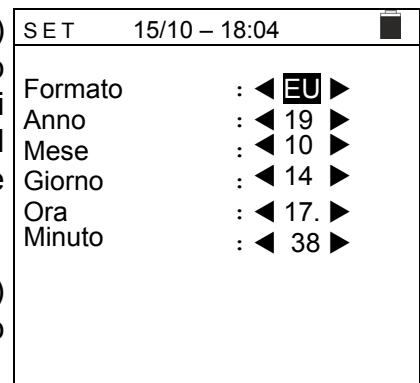 SET 15/10 – 18:04
Formato : ◀ EU ▶
Anno : ◀ 19 ▶
Mese : ◀ 10 ▶
Giorno : ◀ 14 ▶
Ora : ◀ 17. ▶
Minuto : ◀ 38 ▶